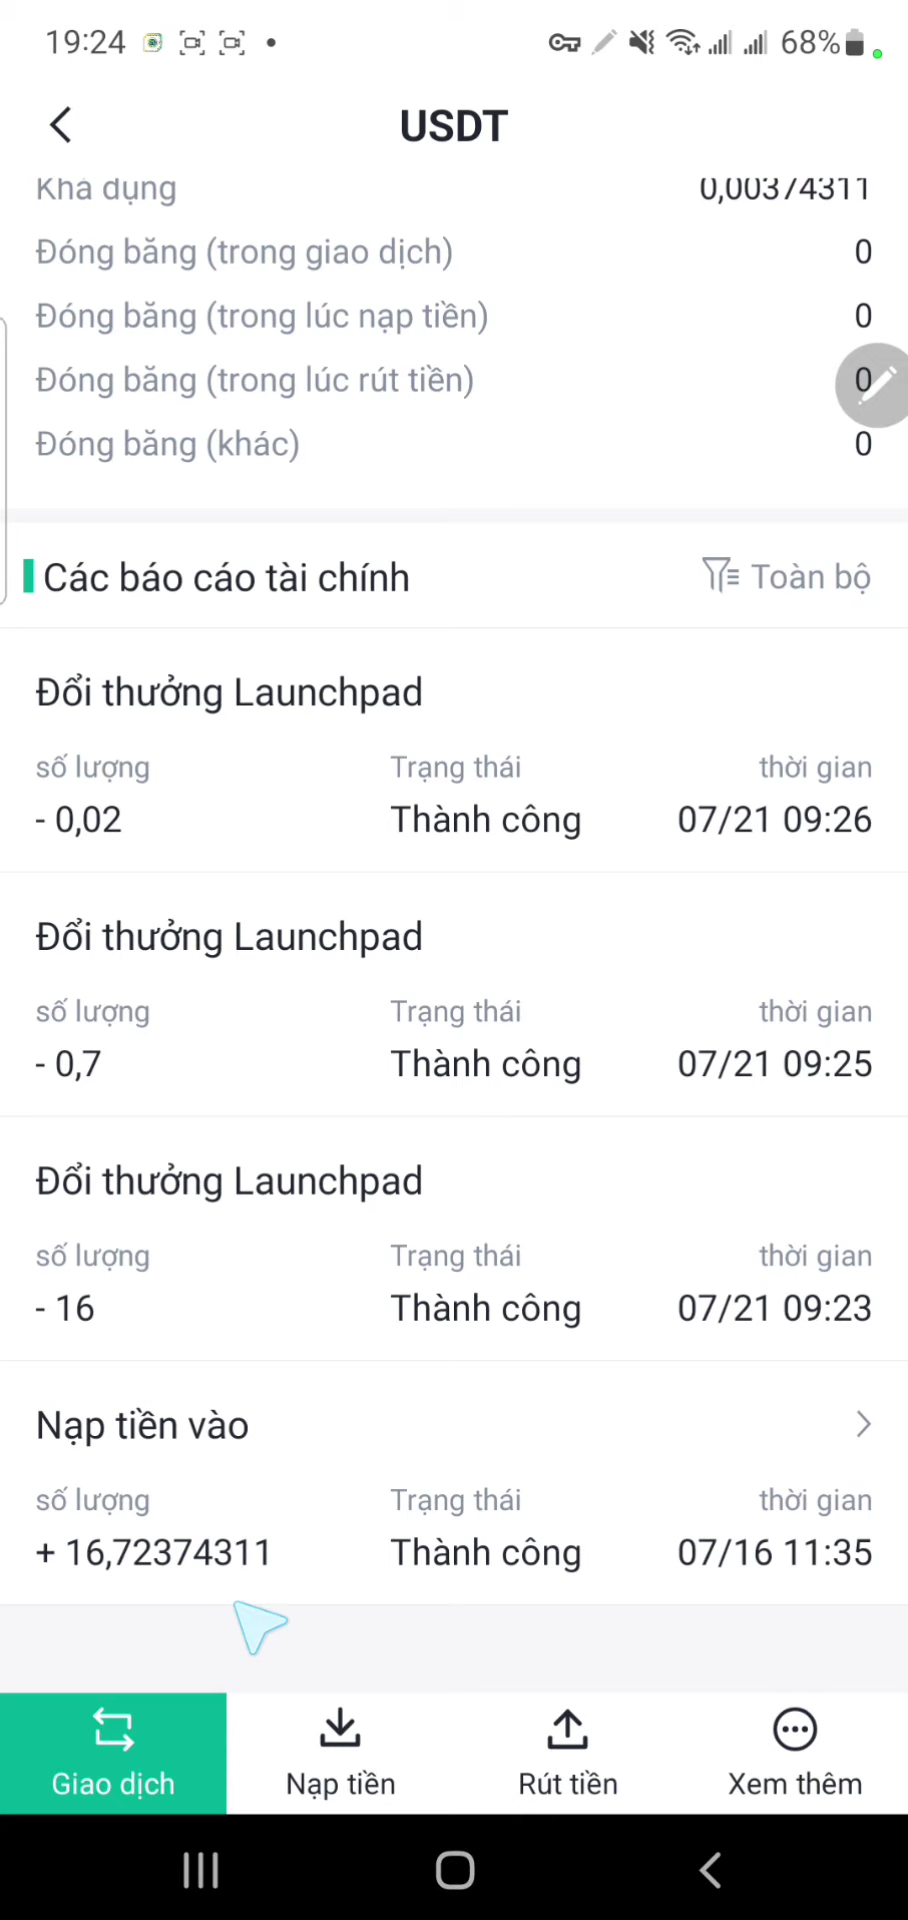 19:24 68%
USDT
Khả dụng 0,00374311
Đóng băng (trong giao dịch) 0
Đóng băng (trong lúc nạp tiền) 0
Đóng băng (trong lúc rút tiền) 0
Đóng băng (khác) 0
Các báo cáo tài chính Toàn bộ
Đổi thưởng Launchpad
số lượng Trạng thái thời gian
- 0,02 Thành công 07/21 09:26
Đổi thưởng Launchpad
số lượng Trạng thái thời gian
- 0,7 Thành công 07/21 09:25
Đổi thưởng Launchpad
số lượng Trạng thái thời gian
- 16 Thành công 07/21 09:23
Nạp tiền vào
số lượng Trạng thái thời gian
+ 16,72374311 Thành công 07/16 11:35
Giao dịch Nạp tiền Rút tiền Xem thêm